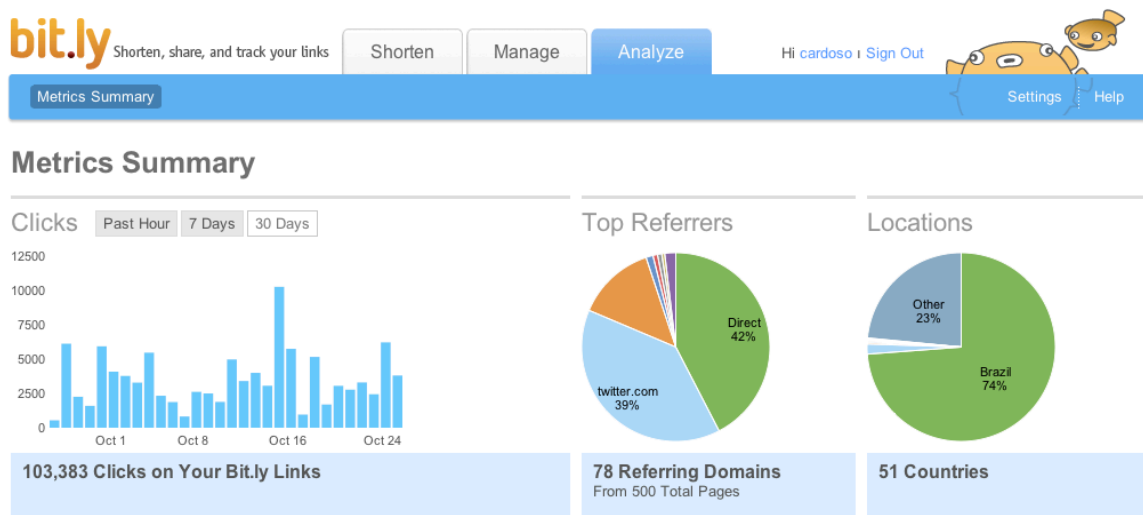 bit.ly Shorten, share, and track your links Shorten Manage Analyze Hi cardoso ı Sign Out
Metrics Summary Settings Help
Metrics Summary
Clicks Past Hour 7 Days 30 Days
12500
10000
7500
5000
2500
0
Oct 1 Oct 8 Oct 16 Oct 24
103,383 Clicks on Your Bit.ly Links
Top Referrers
Direct
42%
twitter.com
39%
78 Referring Domains
From 500 Total Pages
Locations
Other
23%
Brazil
74%
51 Countries